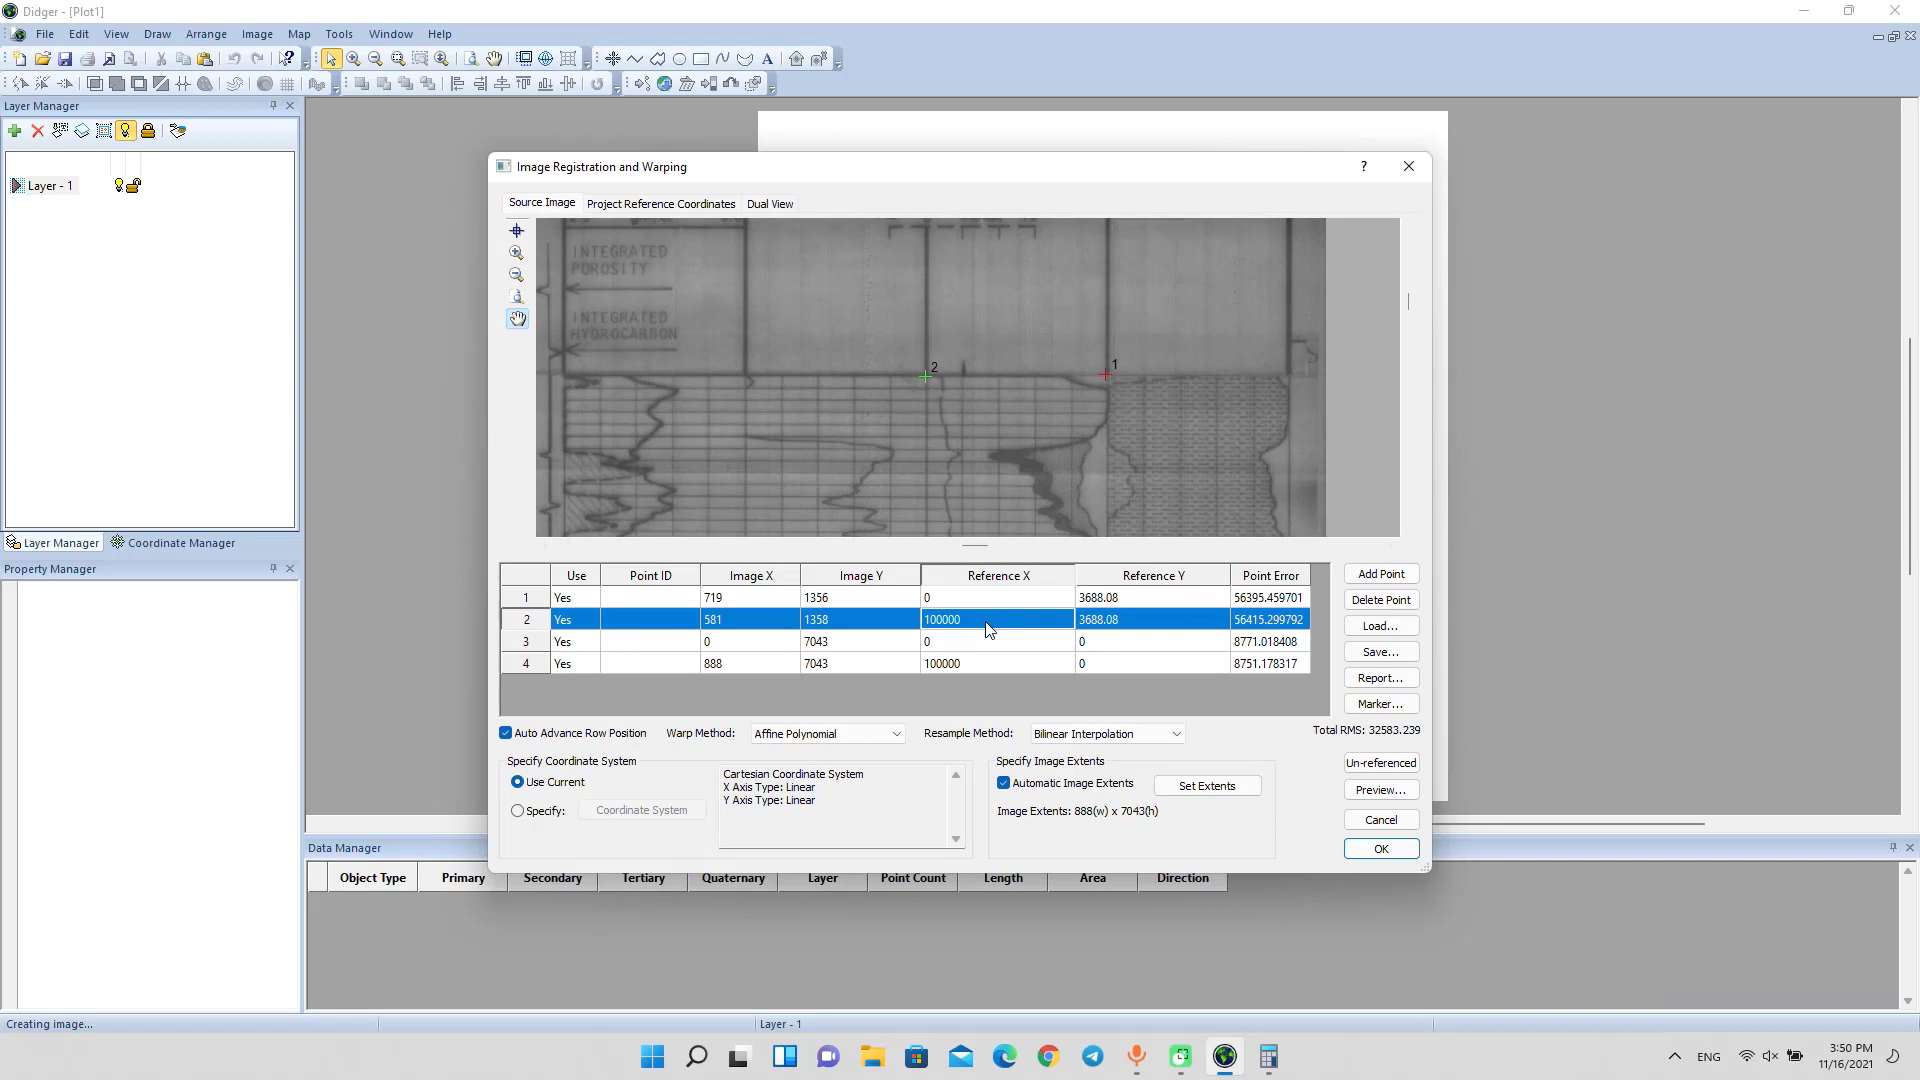 Didger - [Plot1]
File Edit View Draw Arrange Image Map Tools Window Help
Layer Manager
Layer - 1
Layer Manager Coordinate Manager
Property Manager
Image Registration and Warping
Source Image Project Reference Coordinates Dual View
INTEGRATED
POROSITY
INTEGRATED
HYDROCARBON
2
1
Use Point ID Image X Image Y Reference X Reference Y Point Error
1 Yes 719 1356 0 3688.08 56395.459701
2 Yes 581 1358 100000 3688.08 56415.299792
3 Yes 0 7043 0 0 8771.018408
4 Yes 888 7043 100000 0 8751.178317
Add Point
Delete Point
Load...
Save...
Report...
Marker...
Auto Advance Row Position Warp Method: Affine Polynomial Resample Method: Bilinear Interpolation Total RMS: 32583.239
Specify Coordinate System
Use Current
Specify: Coordinate System
Cartesian Coordinate System
X Axis Type: Linear
Y Axis Type: Linear
Specify Image Extents
Automatic Image Extents Set Extents
Image Extents: 888(w) x 7043(h)
Un-referenced
Preview...
Cancel
OK
Data Manager
Object Type Primary Secondary Tertiary Quaternary Layer Point Count Length Area Direction
Creating image... Layer - 1
ENG
3:50 PM
11/16/2021